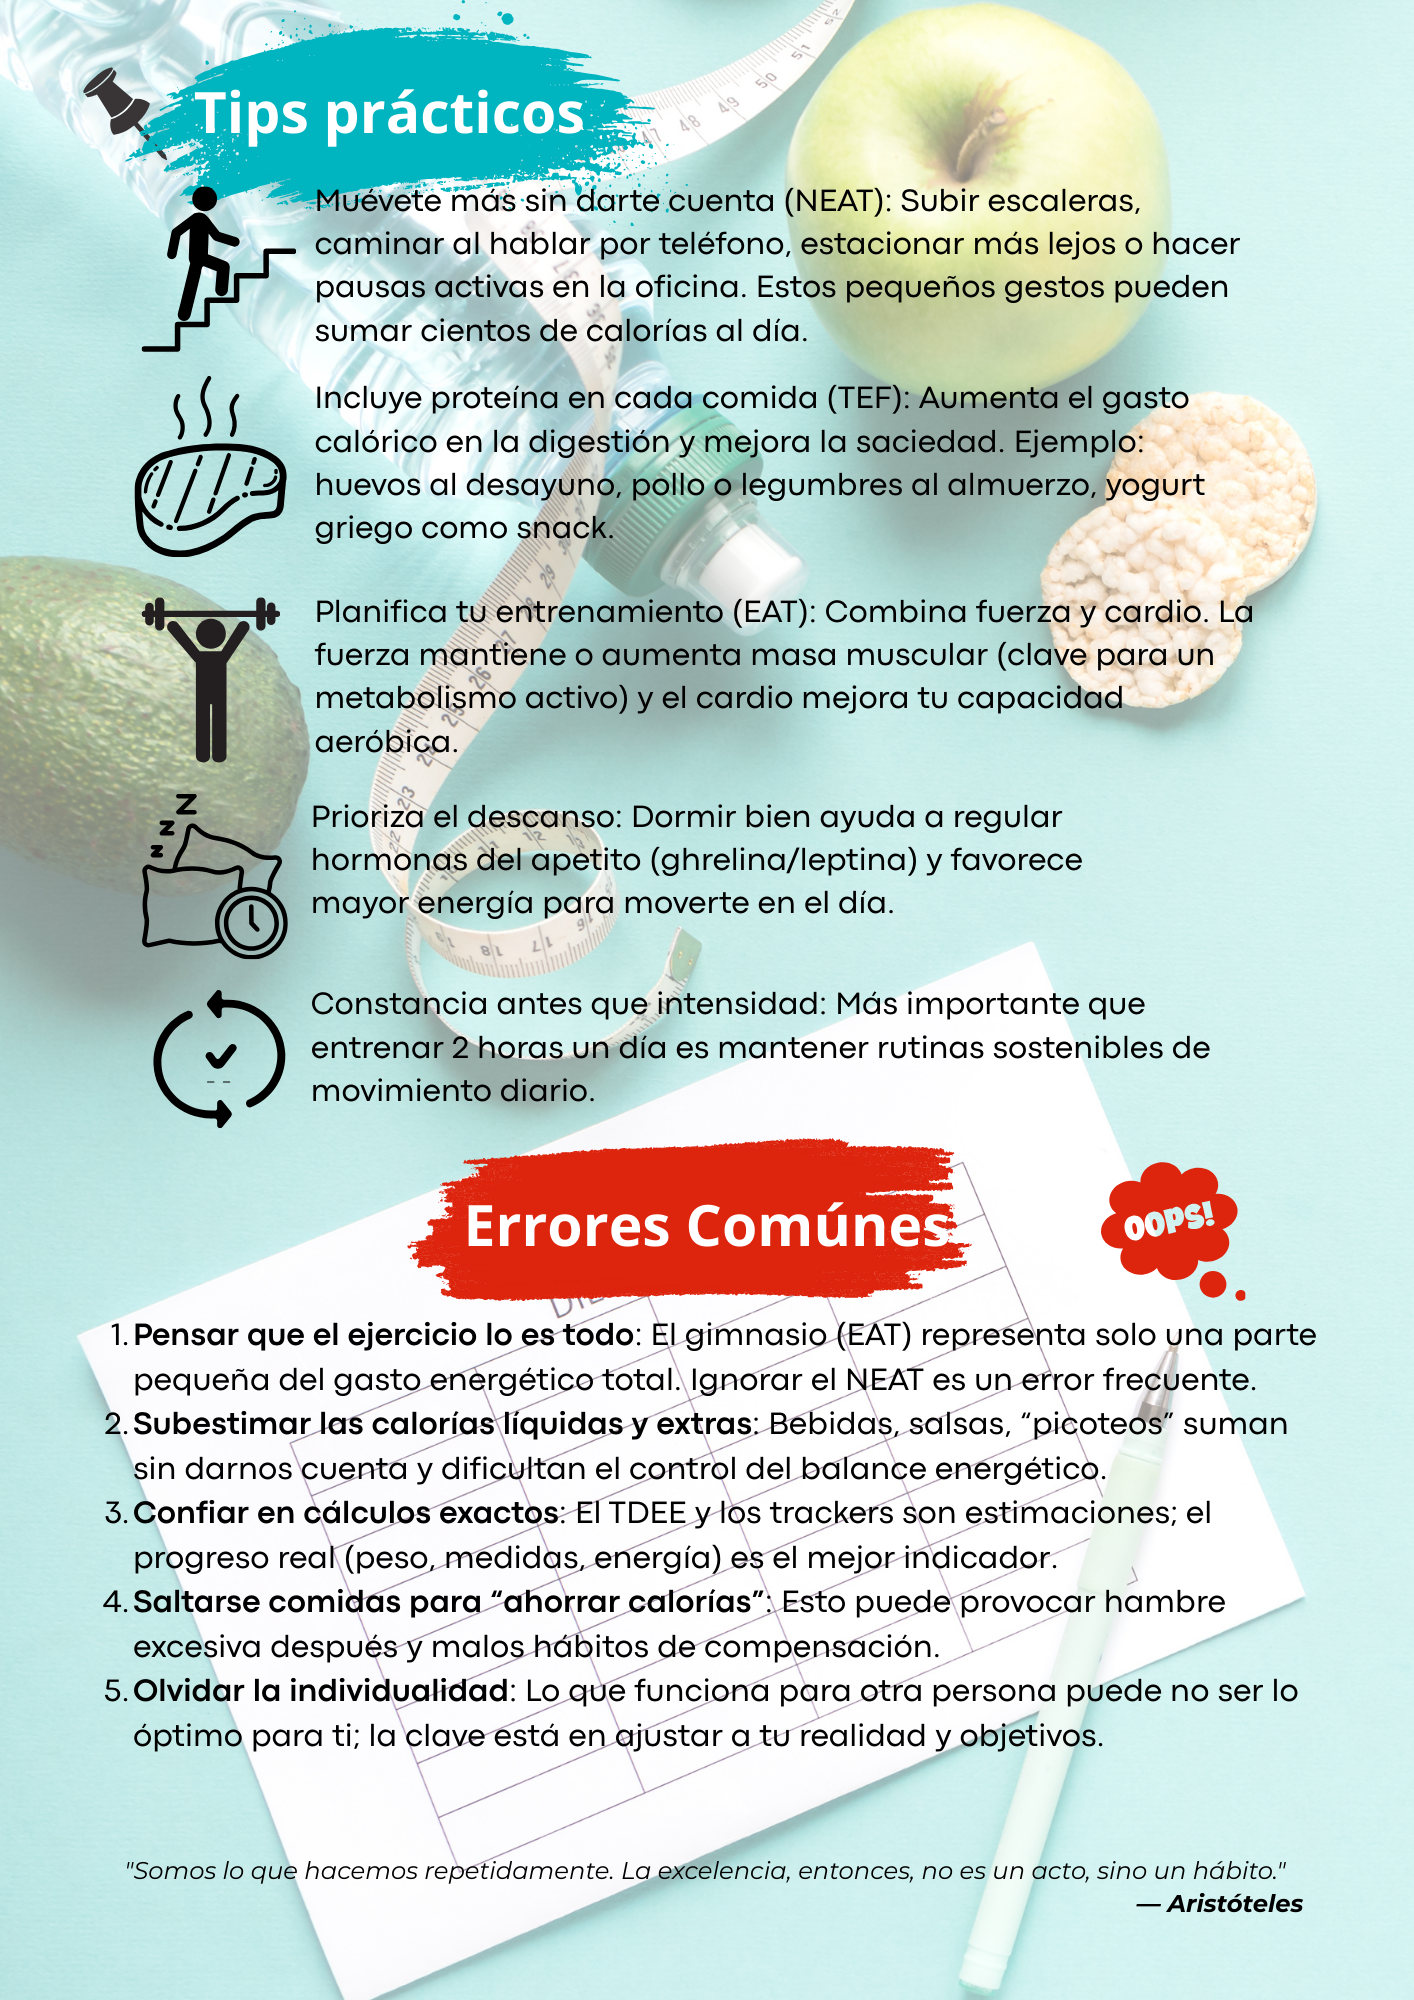 Tips prácticos
Muévete más sin darte cuenta (NEAT): Subir escaleras,
caminar al hablar por teléfono, estacionar más lejos o hacer
pausas activas en la oficina. Estos pequeños gestos pueden
sumar cientos de calorías al día.
Incluye proteína en cada comida (TEF): Aumenta el gasto
calórico en la digestión y mejora la saciedad. Ejemplo:
huevos al desayuno, pollo o legumbres al almuerzo, yogurt
griego como snack.
Planifica tu entrenamiento (EAT): Combina fuerza y cardio. La
fuerza mantiene o aumenta masa muscular (clave para un
metabolismo activo) y el cardio mejora tu capacidad
aeróbica.
Z
Z
Z
Prioriza el descanso: Dormir bien ayuda a regular
hormonas del apetito (ghrelina/leptina) y favorece
mayor energía para moverte en el día.
Constancia antes que intensidad: Más importante que
entrenar 2 horas un día es mantener rutinas sostenibles de
movimiento diario.
Errores Comúnes
OOPS!
1. Pensar que el ejercicio lo es todo: El gimnasio (EAT) representa solo una parte
pequeña del gasto energético total. Ignorar el NEAT es un error frecuente.
2. Subestimar las calorías líquidas y extras: Bebidas, salsas, “picoteos” suman
sin darnos cuenta y dificultan el control del balance energético.
3. Confiar en cálculos exactos: El TDEE y los trackers son estimaciones; el
progreso real (peso, medidas, energía) es el mejor indicador.
4. Saltarse comidas para “ahorrar calorías”: Esto puede provocar hambre
excesiva después y malos hábitos de compensación.
5. Olvidar la individualidad: Lo que funciona para otra persona puede no ser lo
óptimo para ti; la clave está en ajustar a tu realidad y objetivos.
"Somos lo que hacemos repetidamente. La excelencia, entonces, no es un acto, sino un hábito."
— Aristóteles